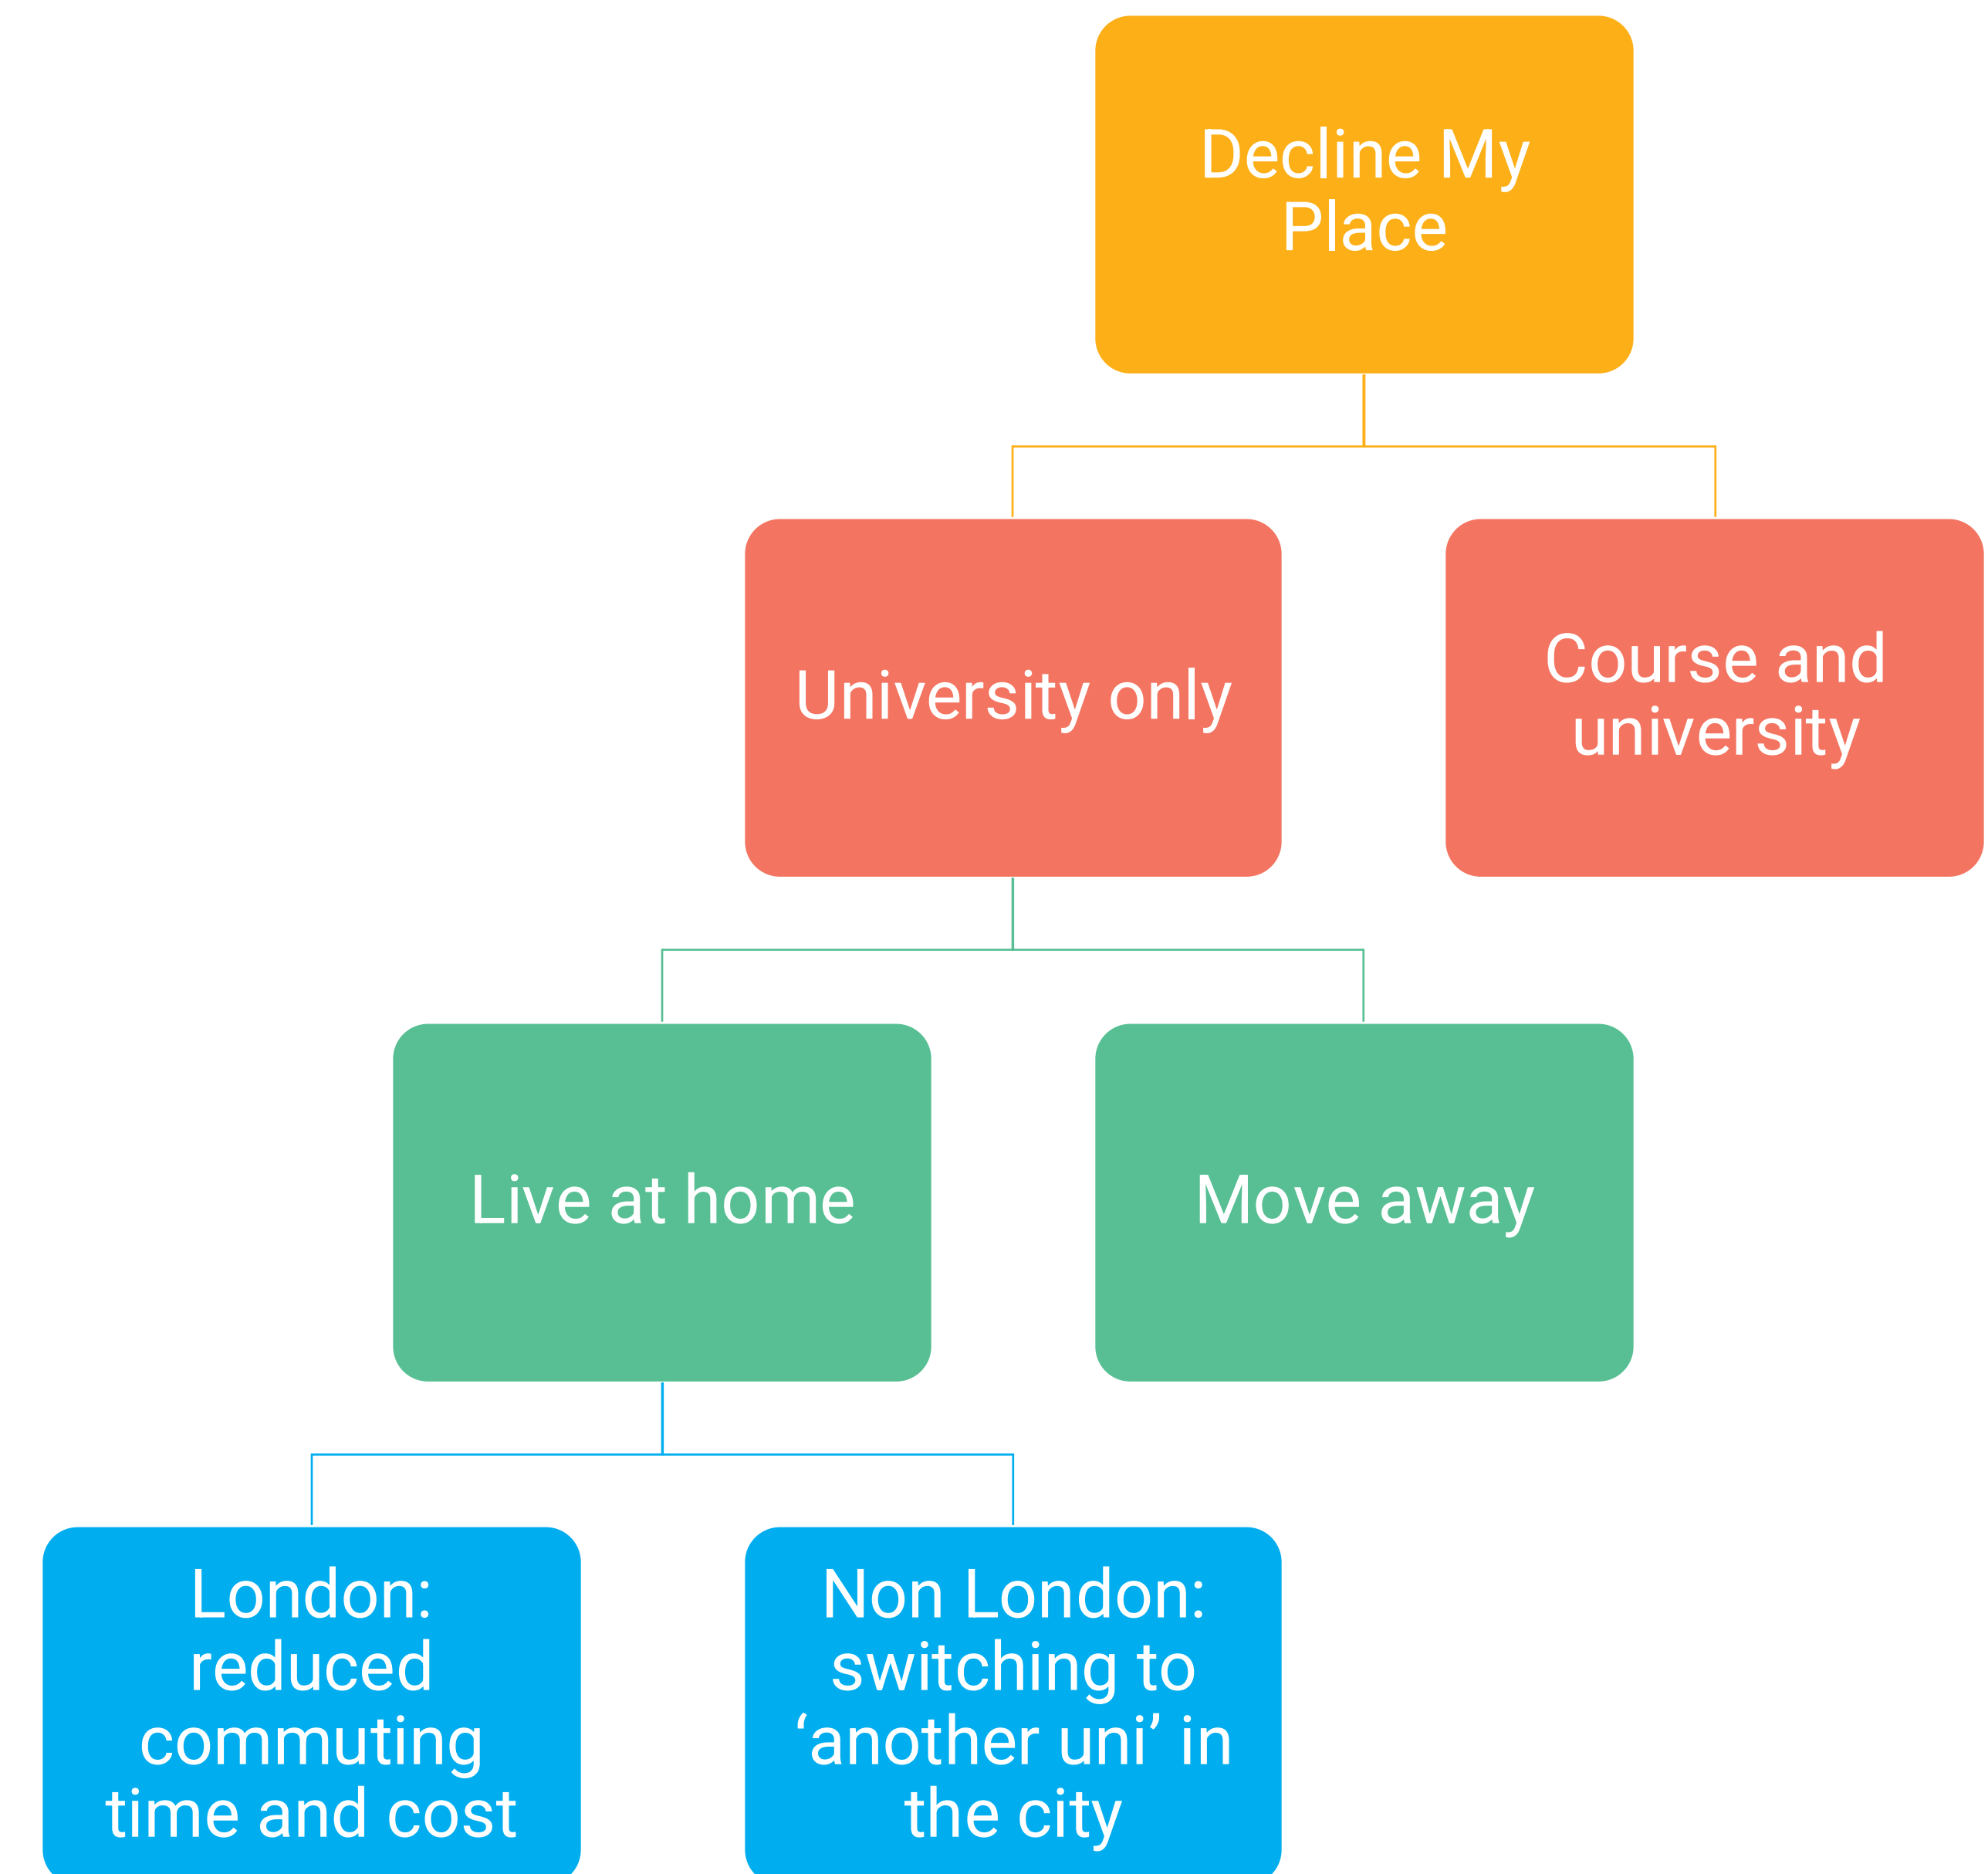 Decline My
Place
University only
Course and
university
Live at home
Move away
London:
reduced
commuting
time and cost
Non London:
switching to
‘another uni’ in
the city